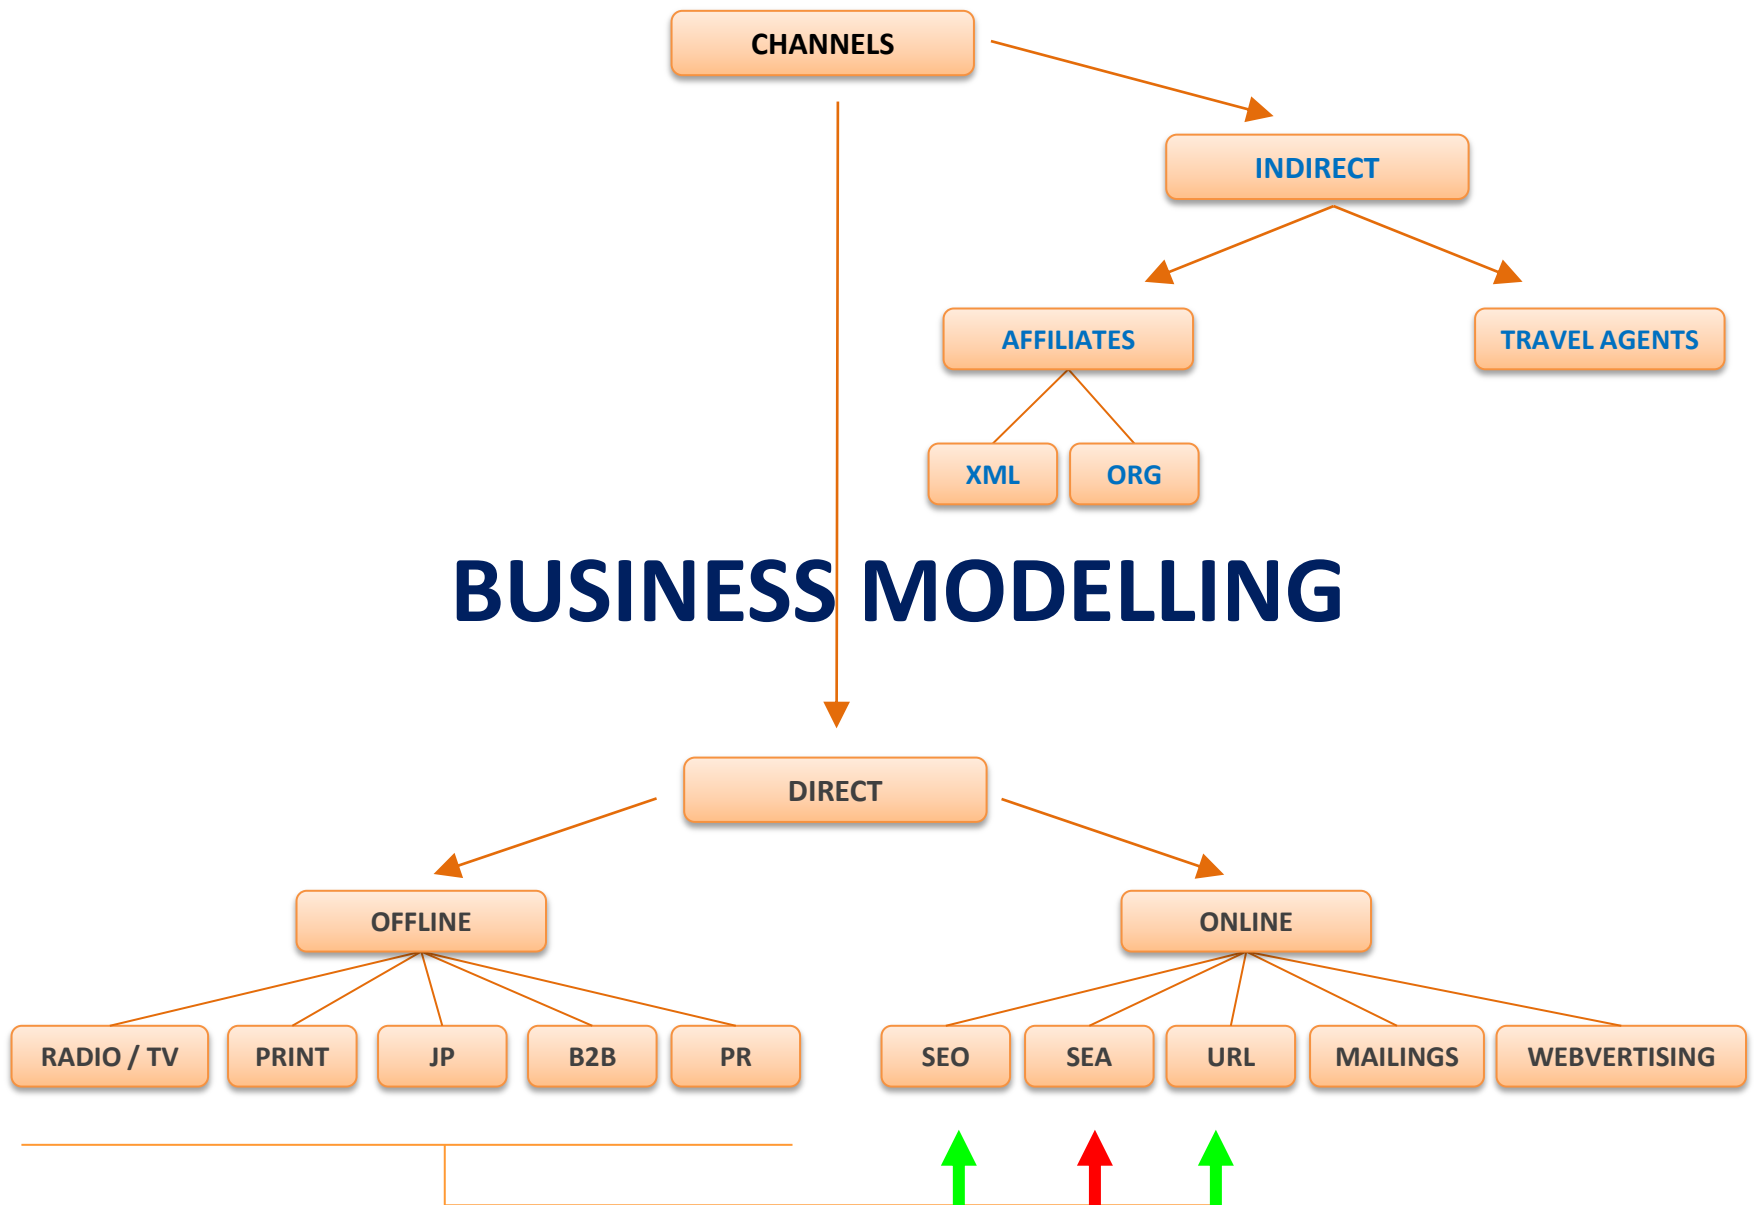 CHANNELS
INDIRECT
AFFILIATES
TRAVEL AGENTS
XML
ORG
BUSINESS MODELLING
DIRECT
OFFLINE
ONLINE
RADIO / TV
PRINT
JP
B2B
PR
SEO
SEA
URL
MAILINGS
WEBVERTISING